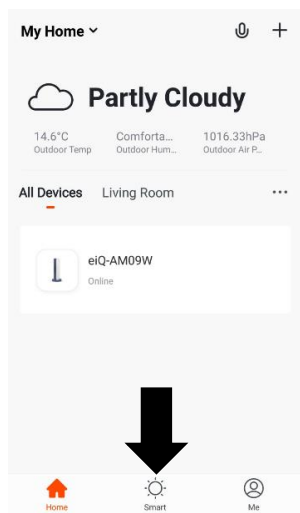 My Home
Partly Cloudy
14.6°C Comforta... 1016.33hPa
Outdoor Temp Outdoor Hum... Outdoor Air P...
All Devices Living Room
eiQ-AM09W
Online
Home Smart Me